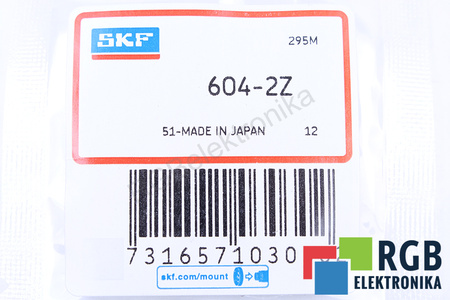 SKF
295M
604-2Z
51-MADE IN JAPAN 12
7316571030
skf.com/mount
RGB
ELEKTRONIKA